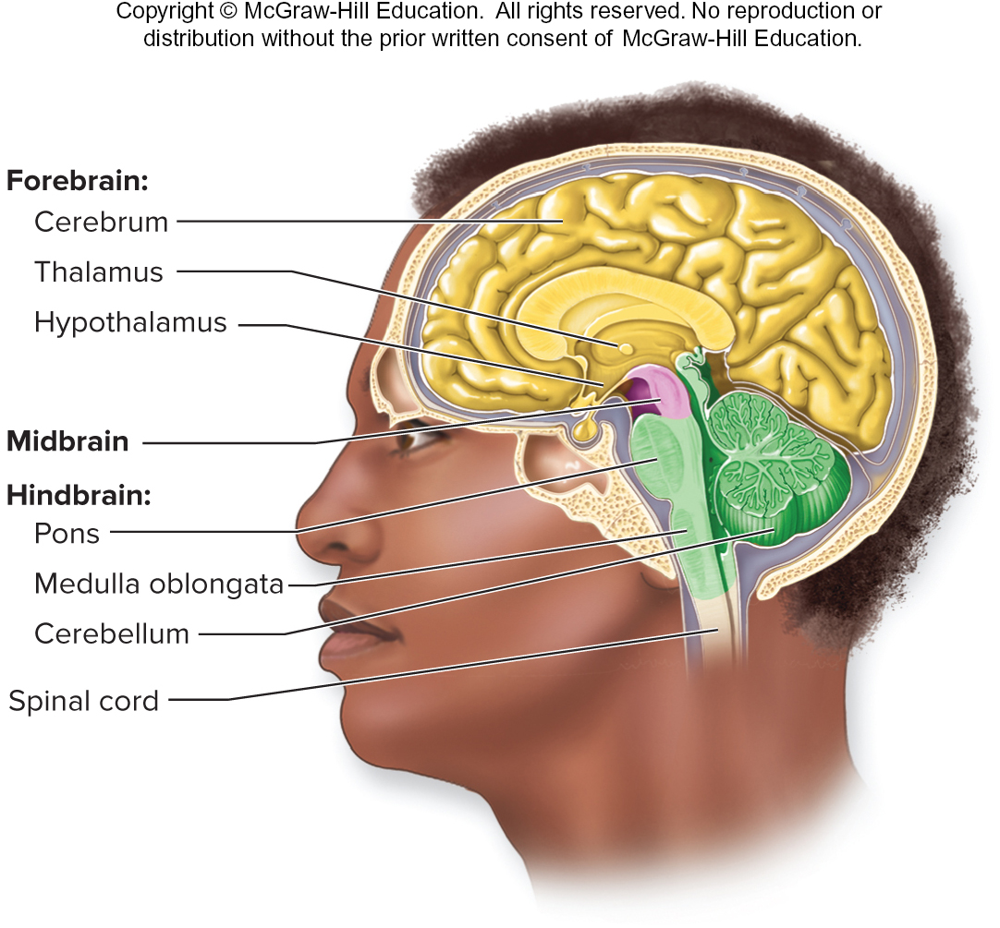 Copyright © McGraw-Hill Education. All rights reserved. No reproduction or
distribution without the prior written consent of McGraw-Hill Education.
Forebrain:
Cerebrum
Thalamus
Hypothalamus
Midbrain
Hindbrain:
Pons
Medulla oblongata
Cerebellum
Spinal cord